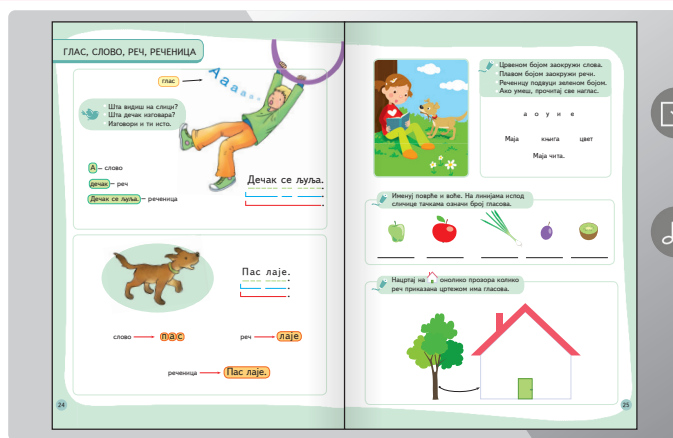 ГЛАС, СЛОВО, РЕЧ, РЕЧЕНИЦА
глас
Аааааа
Шта видиш на слици?
Шта дечак изговара?
Изговори и ти исто.
А – слово
дечак – реч
Дечак се љуља. – реченица
Дечак се љуља.
Пас лаје.
слово
пас
реч
лаје
реченица
Пас лаје.
24
Црвеном бојом заокружи слова.
Плавом бојом заокружи речи.
Реченицу подвуци зеленом бојом.
Ако умеш, прочитај све наглас.
а о у и е
Маја књига цвет
Маја чита.
Именуј поврће и воће. На линијама испод
сличице тачкама означи број гласова.
Нацртај на онолико прозора колико
реч приказана цртежом има гласова.
25